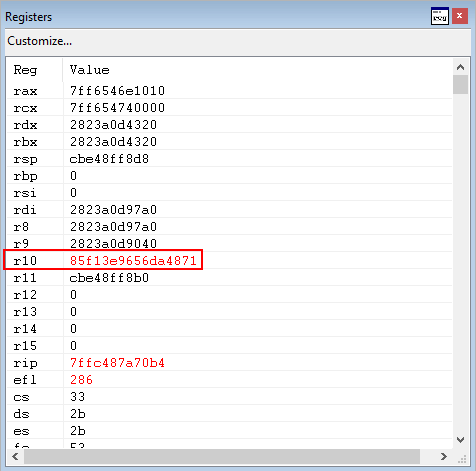 Registers
Customize...
Reg Value
rax 7ff6546e1010
rcx 7ff654740000
rdx 2823a0d4320
rbx 2823a0d4320
rsp cbe48ff8d8
rbp 0
rsi 0
rdi 2823a0d97a0
r8 2823a0d97a0
r9 2823a0d9040
r10 85f13e9656da4871
r11 cbe48ff8b0
r12 0
r13 0
r14 0
r15 0
rip 7ffc487a70b4
efl 286
cs 33
ds 2b
es 2b